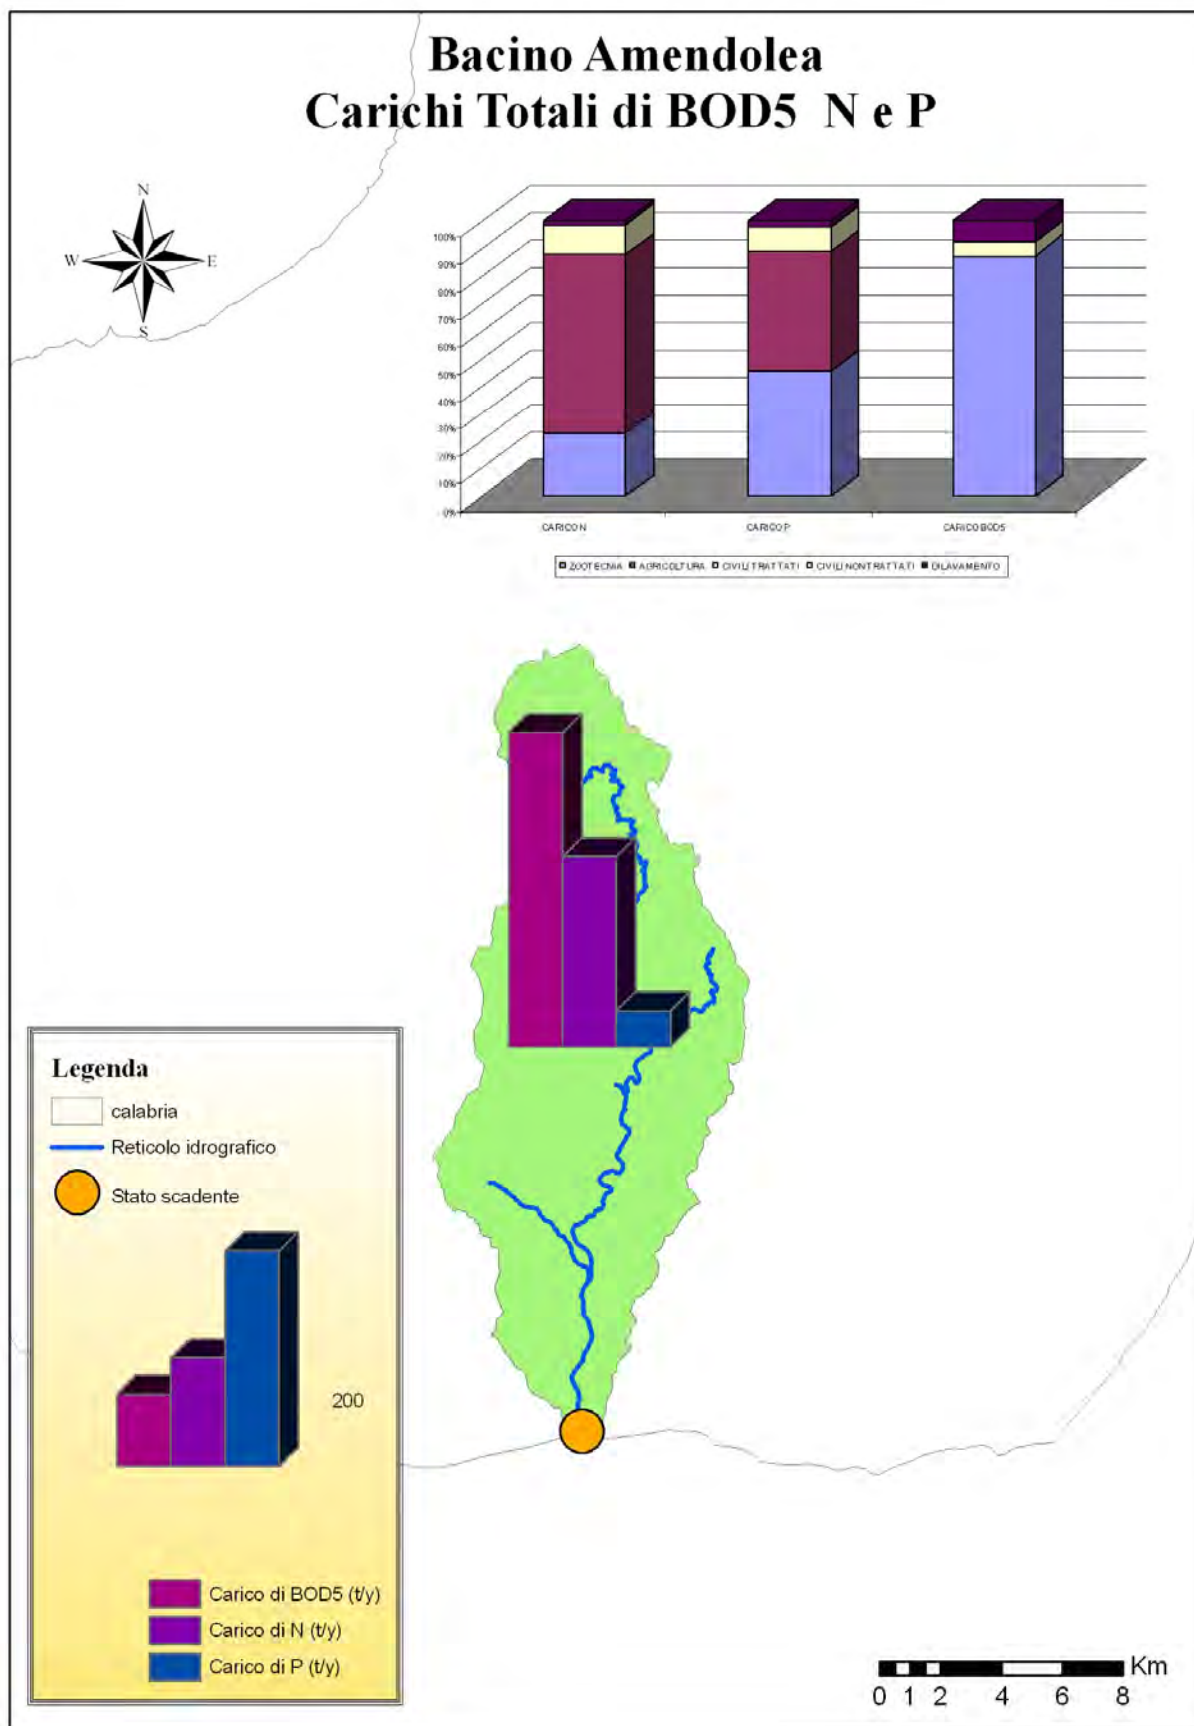 Bacino Amendolea
Carichi Totali di BOD5 N e P
N
W E
S
100%
90%
80%
70%
60%
50%
40%
30%
20%
10%
0%
CARICO N CARICO P CARICO BOD5
ZOOTECNIA AGRICOLTURA CIVILI TRATTATI CIVILI NON TRATTATI DILAVAMENTO
Legenda
calabria
Reticolo idrografico
Stato scadente
200
Carico di BOD5 (t/y)
Carico di N (t/y)
Carico di P (t/y)
Km
0 1 2 4 6 8